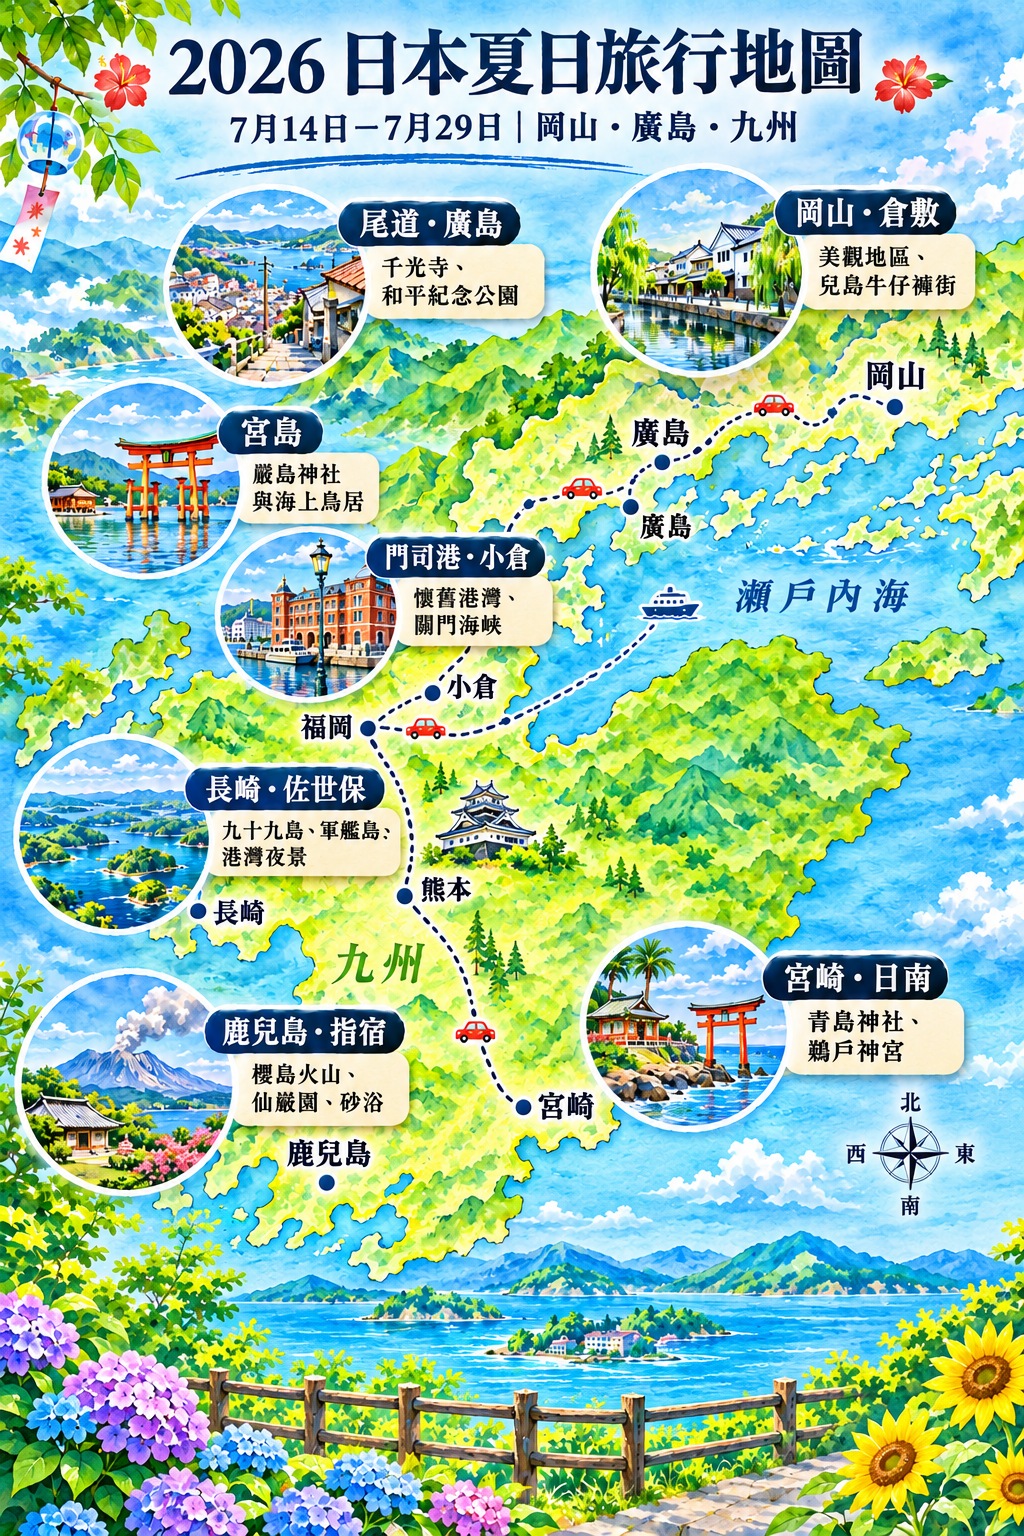 2026 日本夏日旅行地圖
7月14日－7月29日｜岡山・廣島・九州
尾道・廣島
千光寺、
和平紀念公園
岡山・倉敷
美觀地區、
兒島牛仔褲街
岡山
宮島
嚴島神社
與海上鳥居
廣島
廣島
門司港・小倉
懷舊港灣、
關門海峽
瀨戶內海
小倉
福岡
長崎・佐世保
九十九島、軍艦島、
港灣夜景
長崎
熊本
九州
宮崎・日南
青島神社、
鵜戶神宮
鹿兒島・指宿
櫻島火山、
仙巖園、砂浴
宮崎
鹿兒島
北
西
東
南